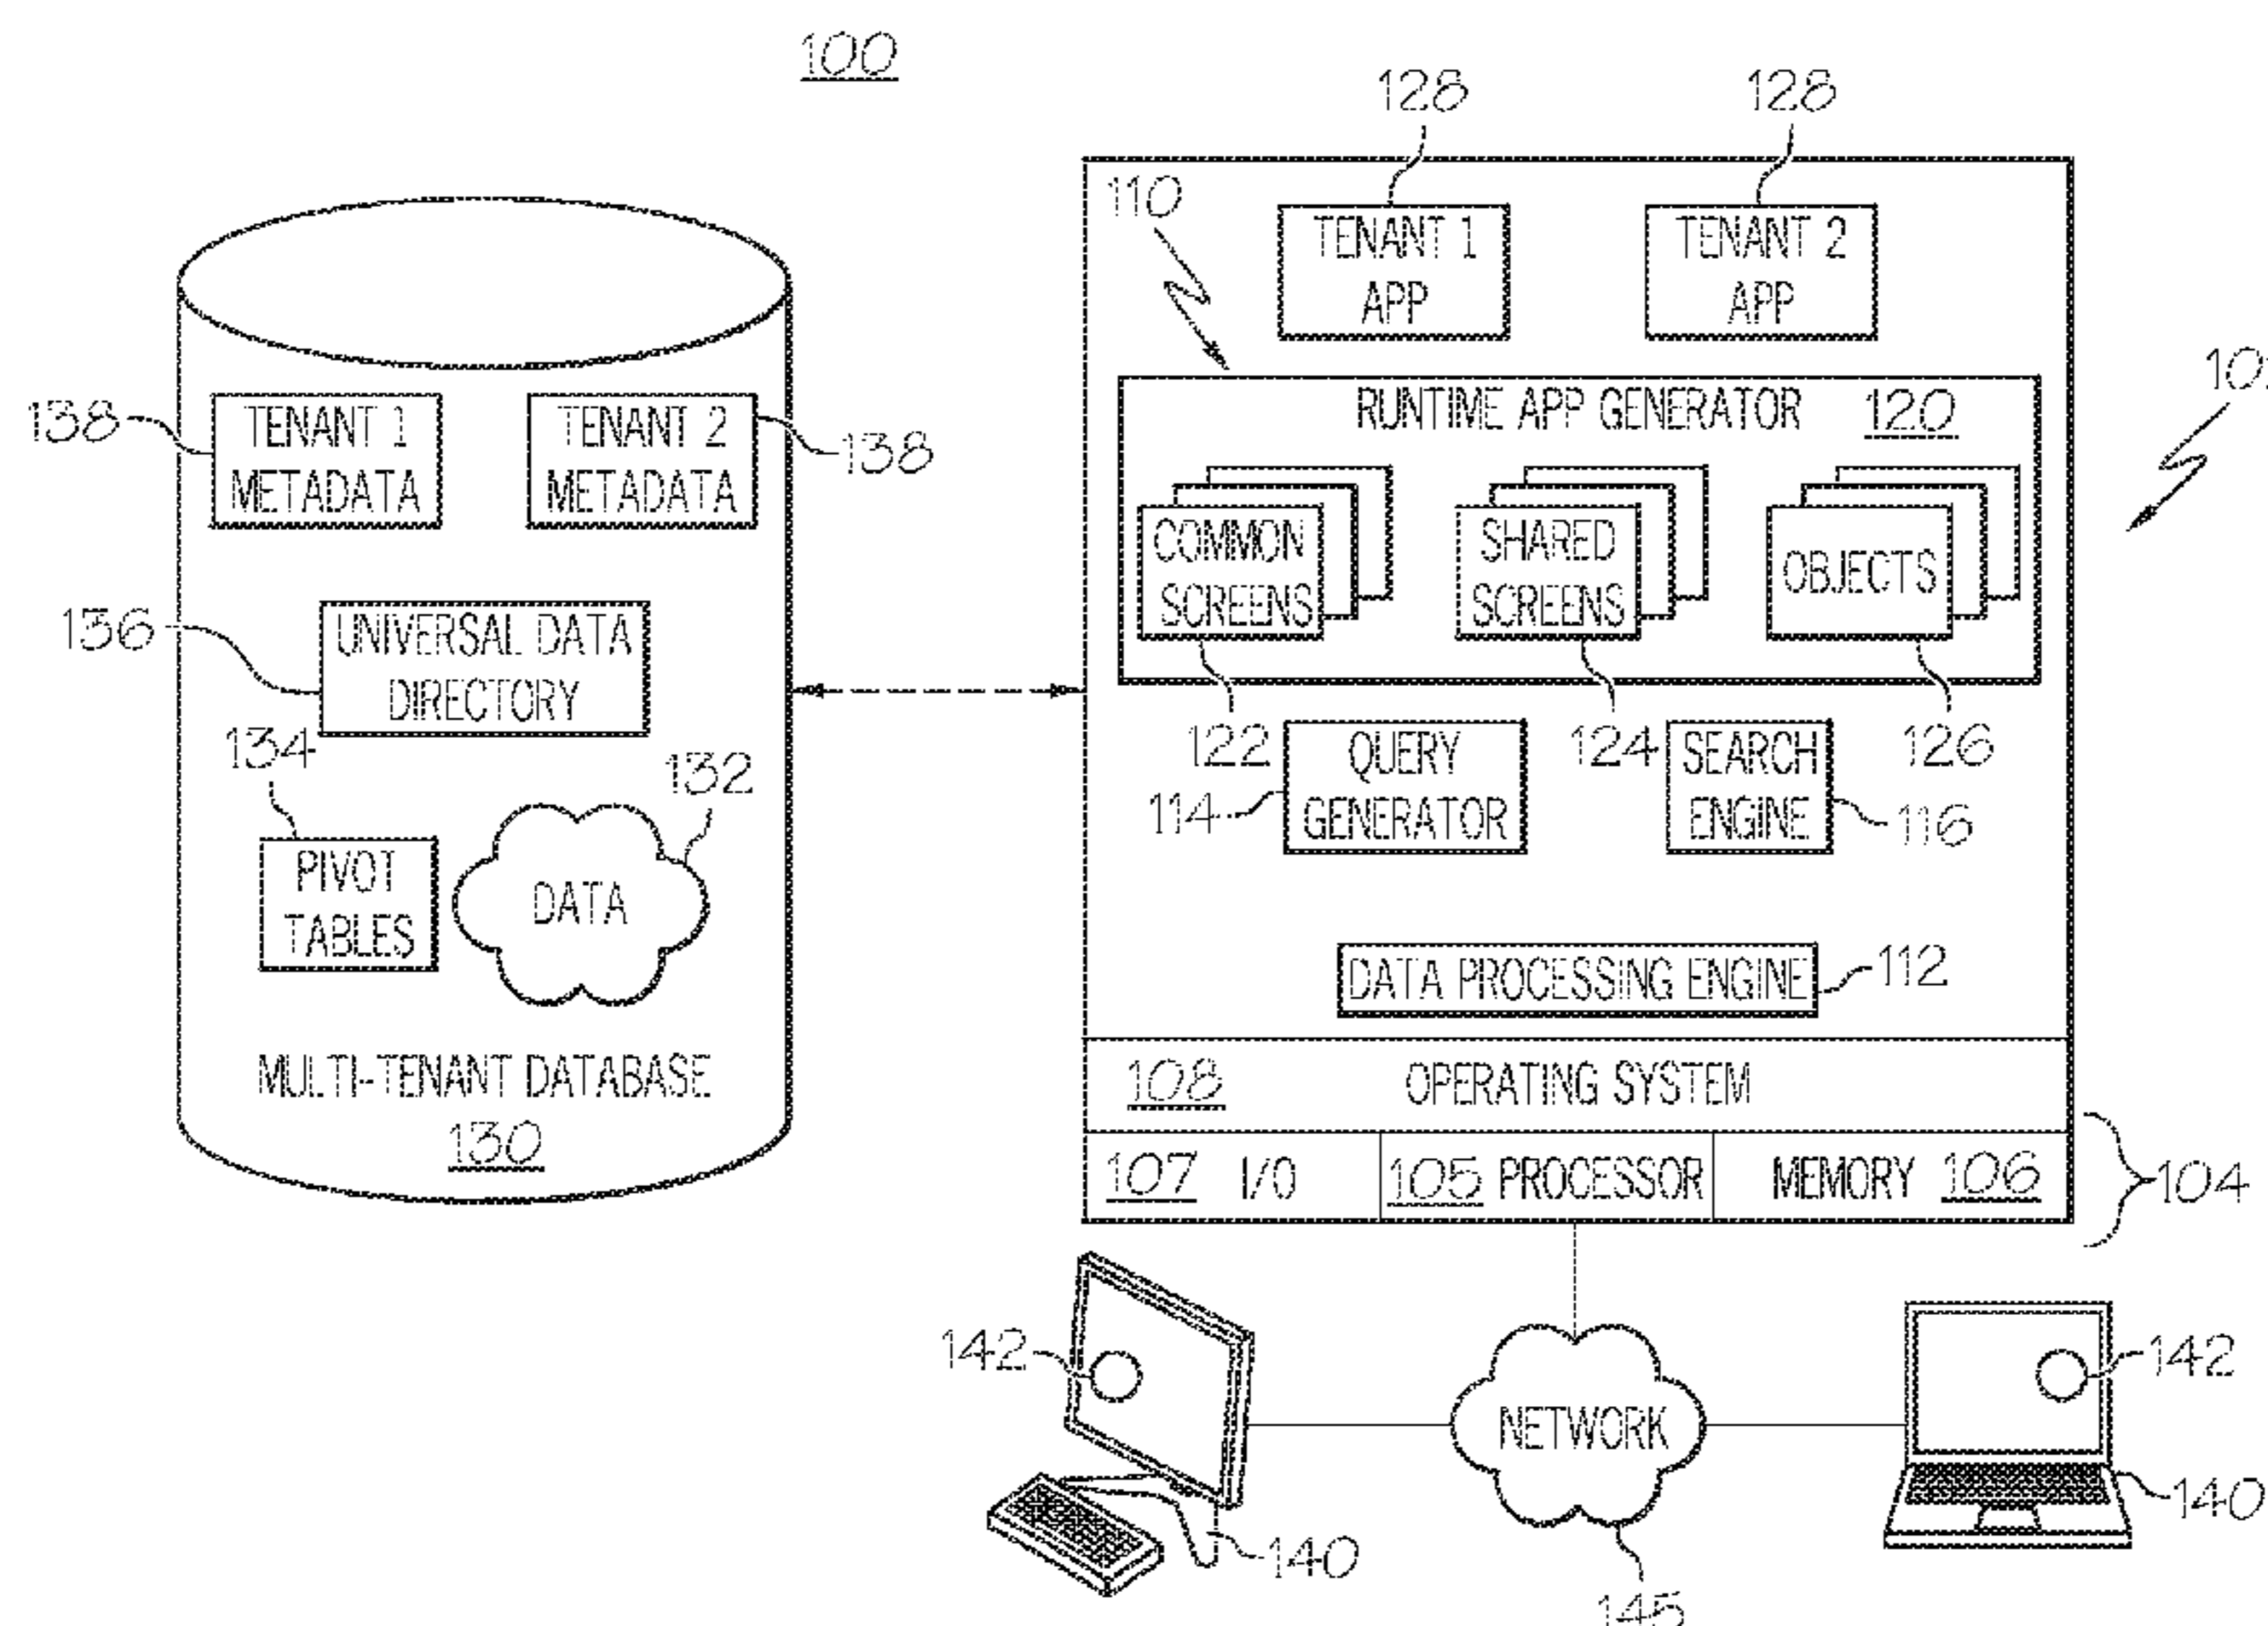 100
128
128
110
TENANT 1
APP
TENANT 2
APP
138
TENANT 1
METADATA
TENANT 2
METADATA
138
RUNTIME APP GENERATOR 120
COMMON
SCREENS
SHARED
SCREENS
OBJECTS
136
UNIVERSAL DATA
DIRECTORY
122
124
126
134
132
QUERY
GENERATOR
114
SEARCH
ENGINE
116
PIVOT
TABLES
DATA
DATA PROCESSING ENGINE
112
MULTI-TENANT DATABASE
130
108 OPERATING SYSTEM
107 I/O
105 PROCESSOR
MEMORY 106
104
142
NETWORK
142
140
140
145